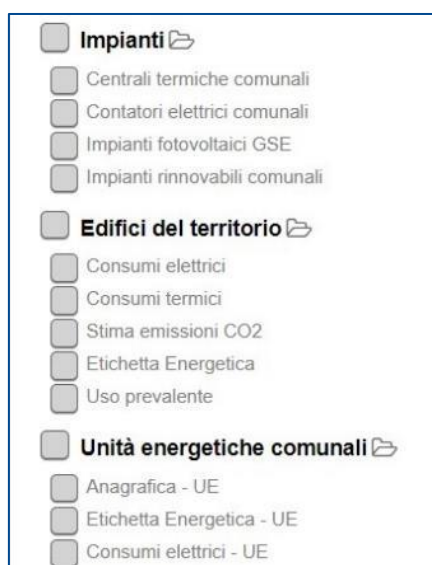 Impianti
Centrali termiche comunali
Contatori elettrici comunali
Impianti fotovoltaici GSE
Impianti rinnovabili comunali
Edifici del territorio
Consumi elettrici
Consumi termici
Stima emissioni CO2
Etichetta Energetica
Uso prevalente
Unità energetiche comunali
Anagrafica - UE
Etichetta Energetica - UE
Consumi elettrici - UE